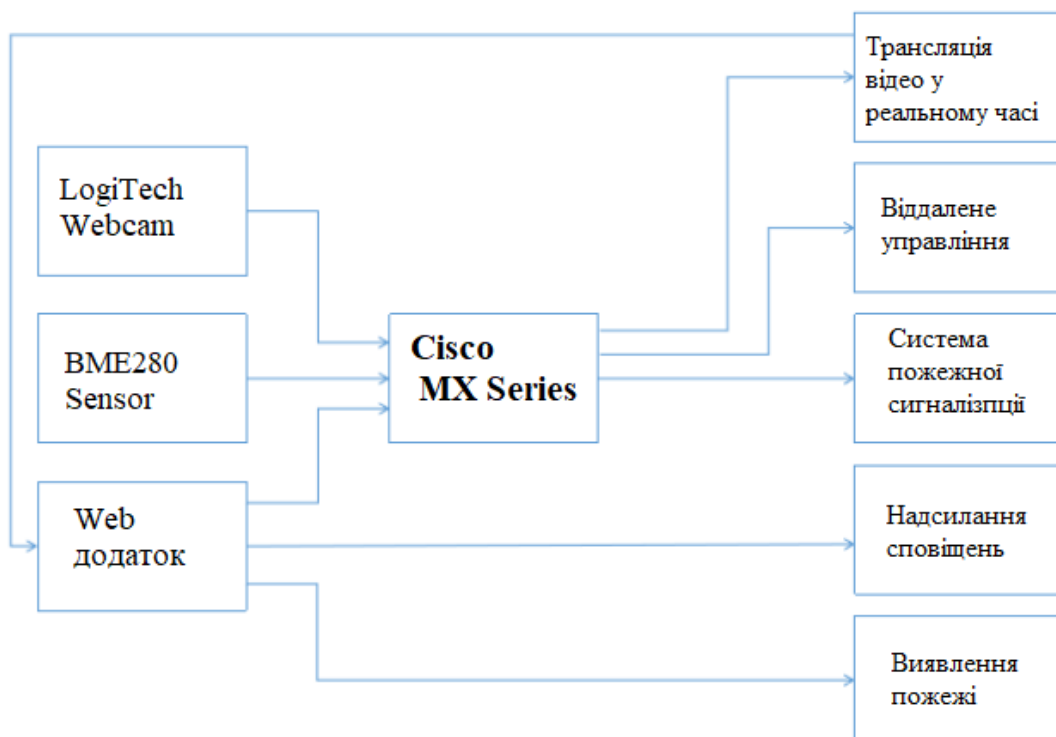 Трансляція
відео у
реальному часі
LogiTech
Webcam
Віддалене
управління
BME280
Sensor
Cisco
MX Series
Система
пожежної
сигналізпції
Web
додаток
Надсилання
сповіщень
Виявлення
пожежі